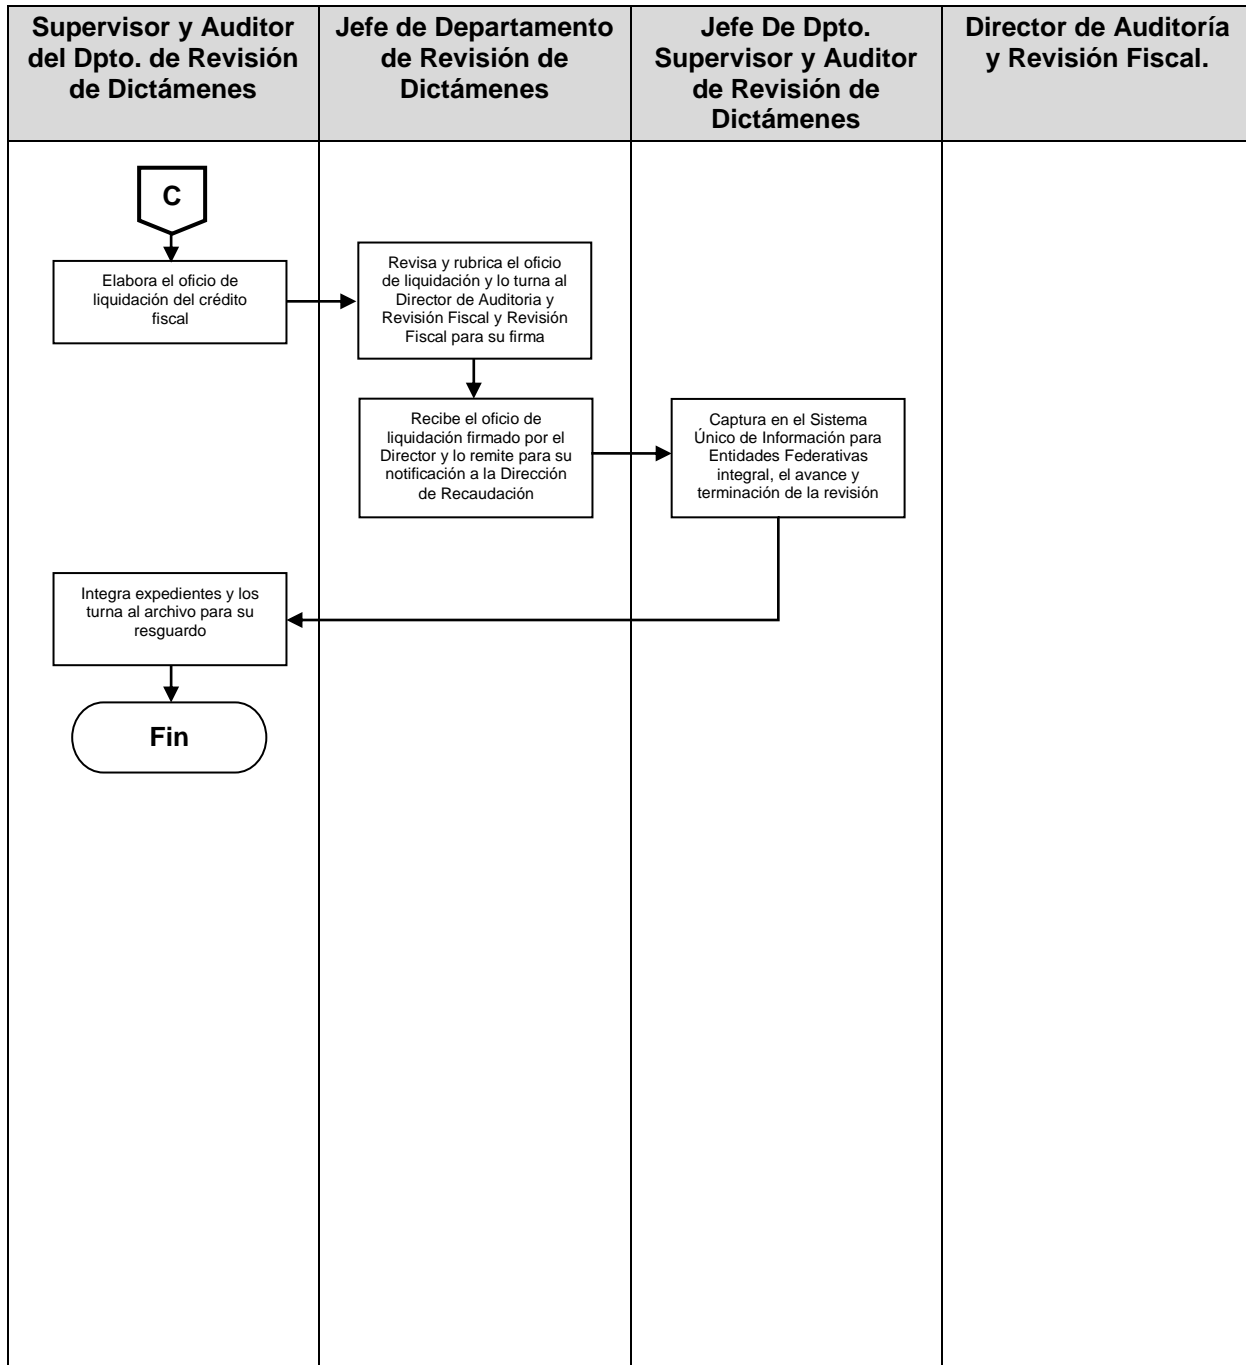 Supervisor y Auditor
del Dpto. de Revisión
de Dictámenes
Jefe de Departamento
de Revisión de
Dictámenes
Jefe De Dpto.
Supervisor y Auditor
de Revisión de
Dictámenes
Director de Auditoría
y Revisión Fiscal.
C
Elabora el oficio de
liquidación del crédito
fiscal
Revisa y rubrica el oficio
de liquidación y lo turna al
Director de Auditoria y
Revisión Fiscal y Revisión
Fiscal para su firma
Recibe el oficio de
liquidación firmado por el
Director y lo remite para su
notificación a la Dirección
de Recaudación
Captura en el Sistema
Único de Información para
Entidades Federativas
integral, el avance y
terminación de la revisión
Integra expedientes y los
turna al archivo para su
resguardo
Fin